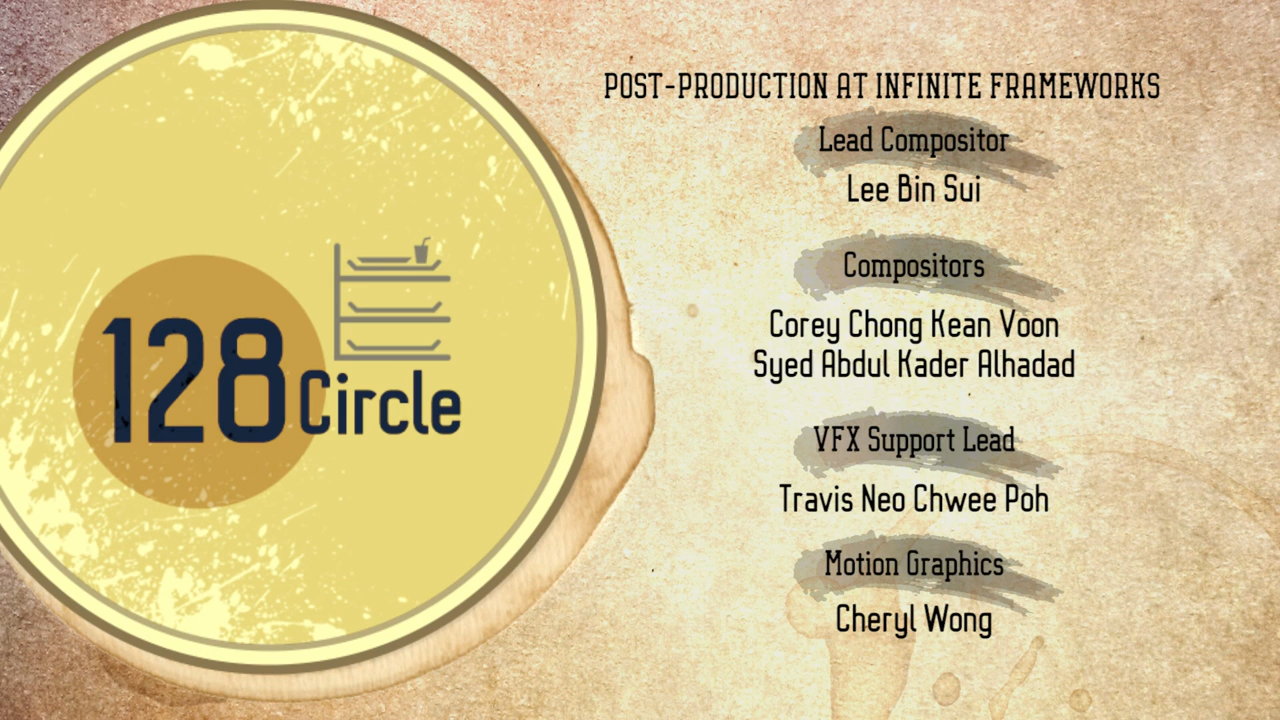 128 Circle
POST-PRODUCTION AT INFINITE FRAMEWORKS
Lead Compositor
Lee Bin Sui
Compositors
Corey Chong Kean Voon
Syed Abdul Kader Alhadad
VFX Support Lead
Travis Neo Chwee Poh
Motion Graphics
Cheryl Wong